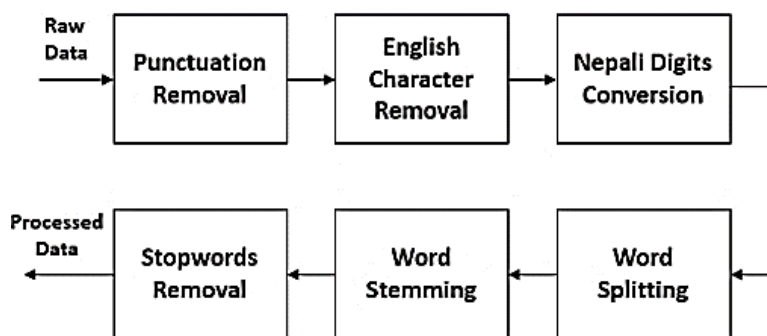 Raw
Data
Punctuation
Removal
English
Character
Removal
Nepali Digits
Conversion
Processed
Data
Stopwords
Removal
Word
Stemming
Word
Splitting